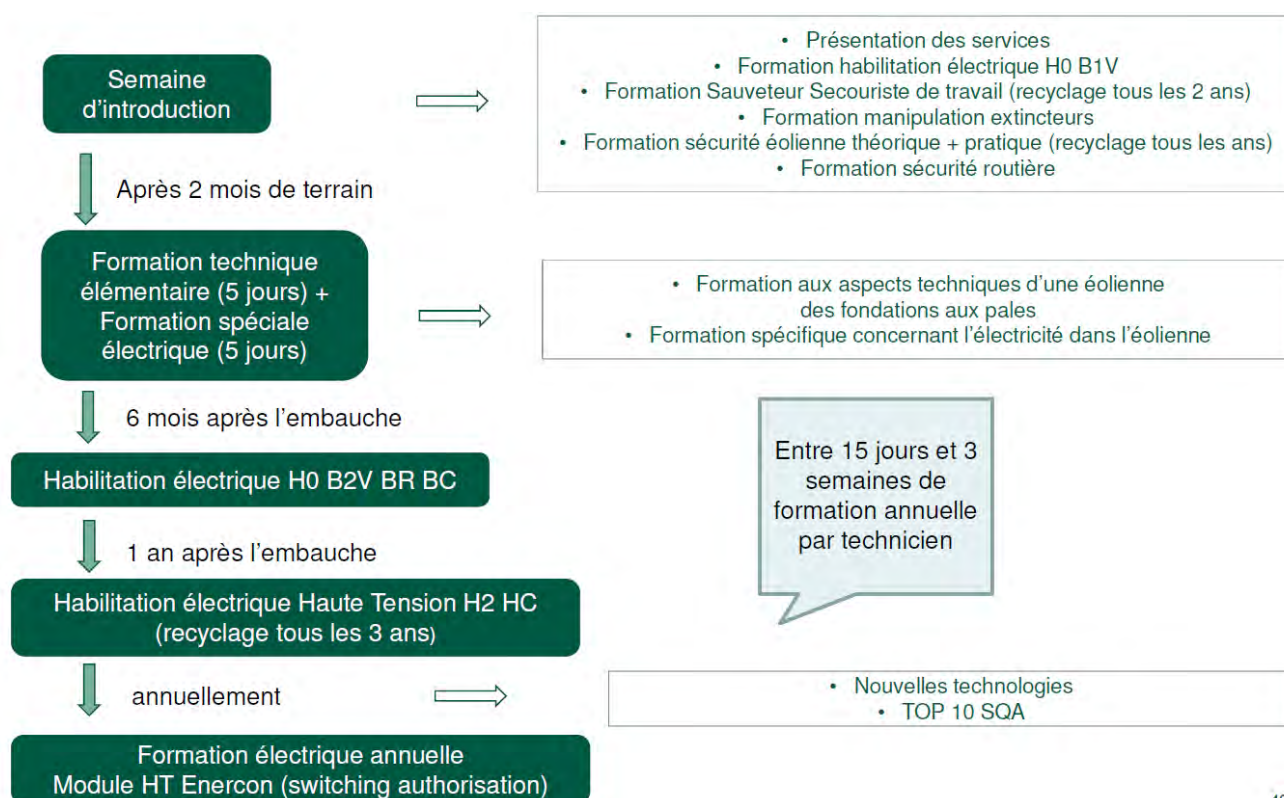 Semaine
d'introduction
• Présentation des services
• Formation habilitation électrique H0 B1V
• Formation Sauveteur Secouriste de travail (recyclage tous les 2 ans)
• Formation manipulation extincteurs
• Formation sécurité éolienne théorique + pratique (recyclage tous les ans)
• Formation sécurité routière
Après 2 mois de terrain
Formation technique
élémentaire (5 jours) +
Formation spéciale
électrique (5 jours)
• Formation aux aspects techniques d'une éolienne
des fondations aux pales
• Formation spécifique concernant l'électricité dans l'éolienne
6 mois après l'embauche
Habilitation électrique H0 B2V BR BC
Entre 15 jours et 3
semaines de
formation annuelle
par technicien
1 an après l'embauche
Habilitation électrique Haute Tension H2 HC
(recyclage tous les 3 ans)
annuellement
• Nouvelles technologies
• TOP 10 SQA
Formation électrique annuelle
Module HT Enercon (switching authorisation)